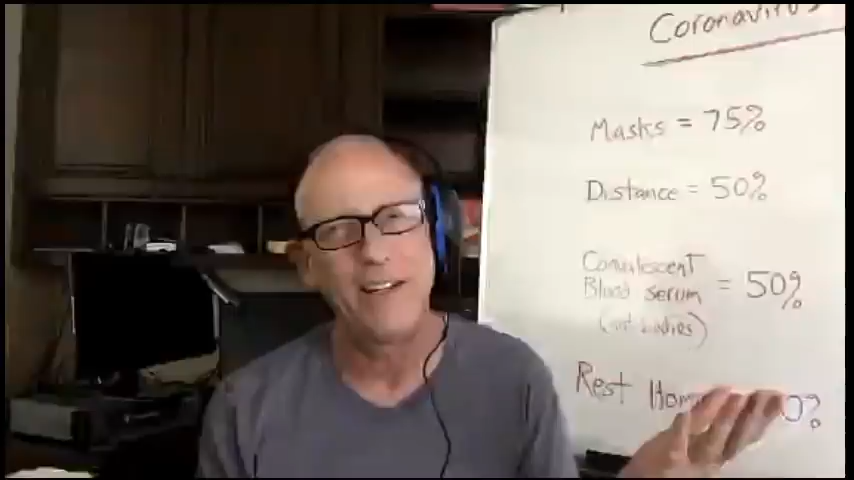 Coronavirus
Masks = 75%
Distance = 50%
Convalescent
Blood serum = 50%
(antibodies)
Rest